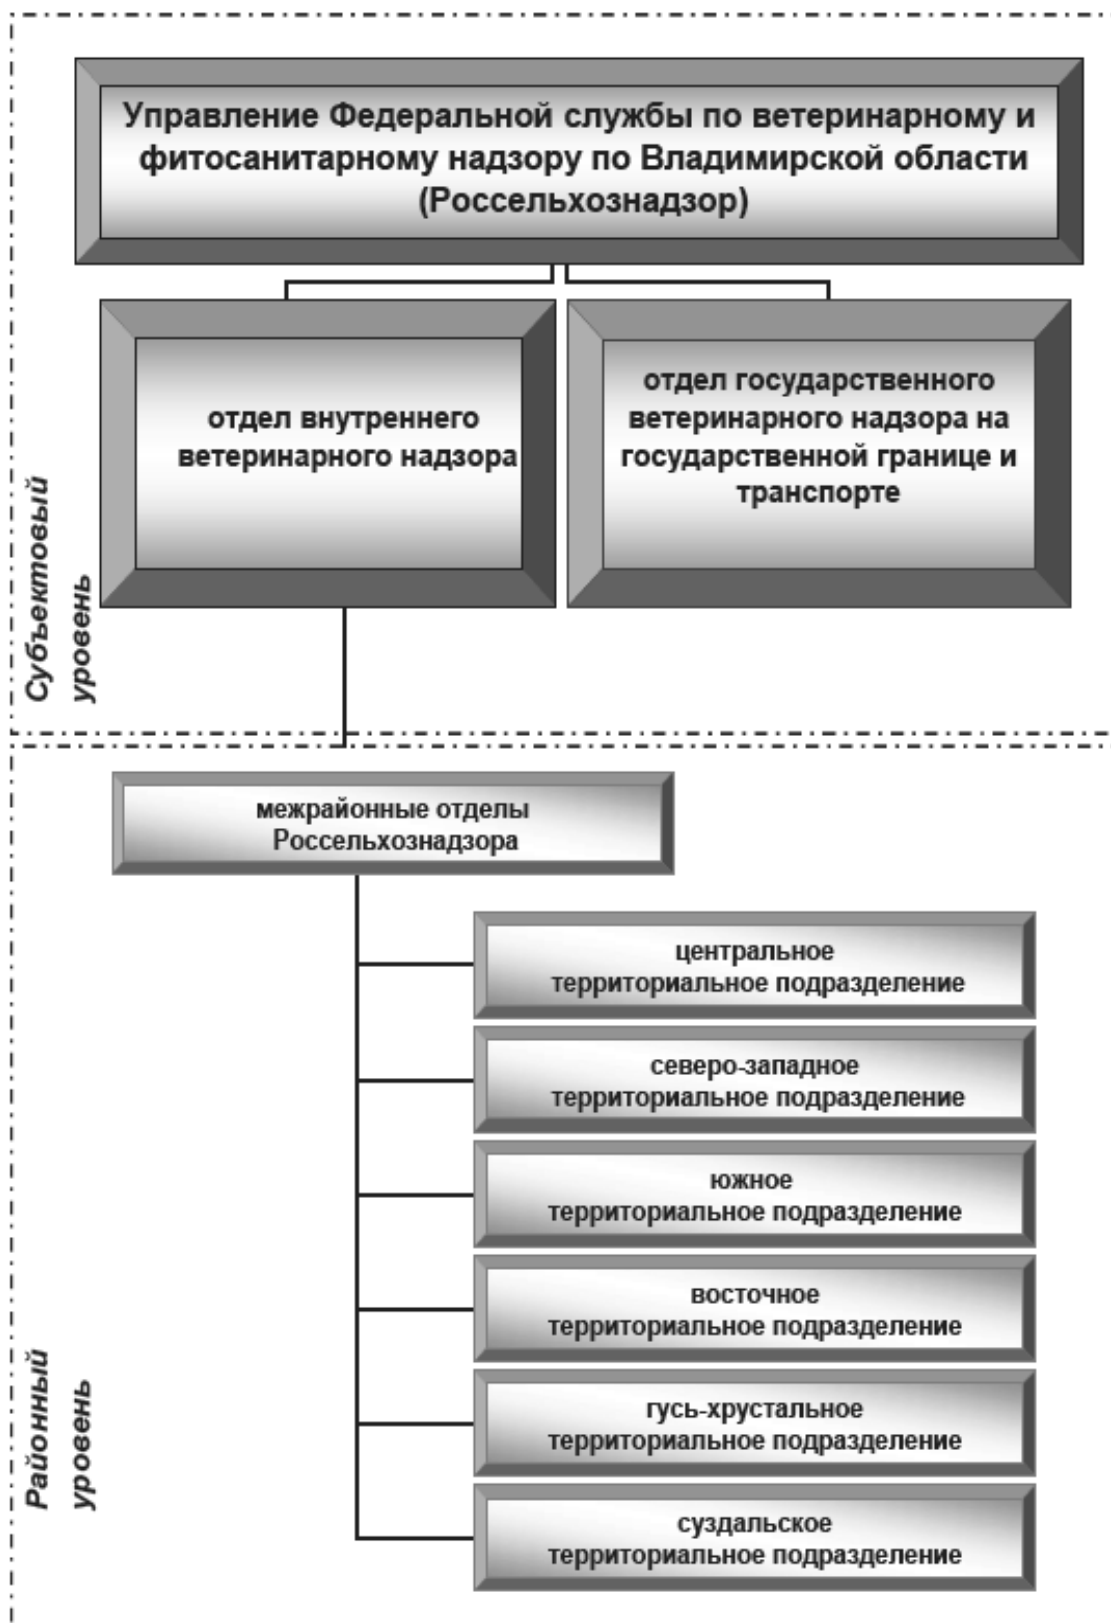 Управление Федеральной службы по ветеринарному и
фитосанитарному надзору по Владимирской области
(Россельхознадзор)
отдел внутреннего
ветеринарного надзора
отдел государственного
ветеринарного надзора на
государственной границе и
транспорте
Субъектовый
уровень
межрайонные отделы
Россельхознадзора
центральное
территориальное подразделение
северо-западное
территориальное подразделение
южное
территориальное подразделение
восточное
территориальное подразделение
гусь-хрустальное
территориальное подразделение
суздальское
территориальное подразделение
Районный
уровень